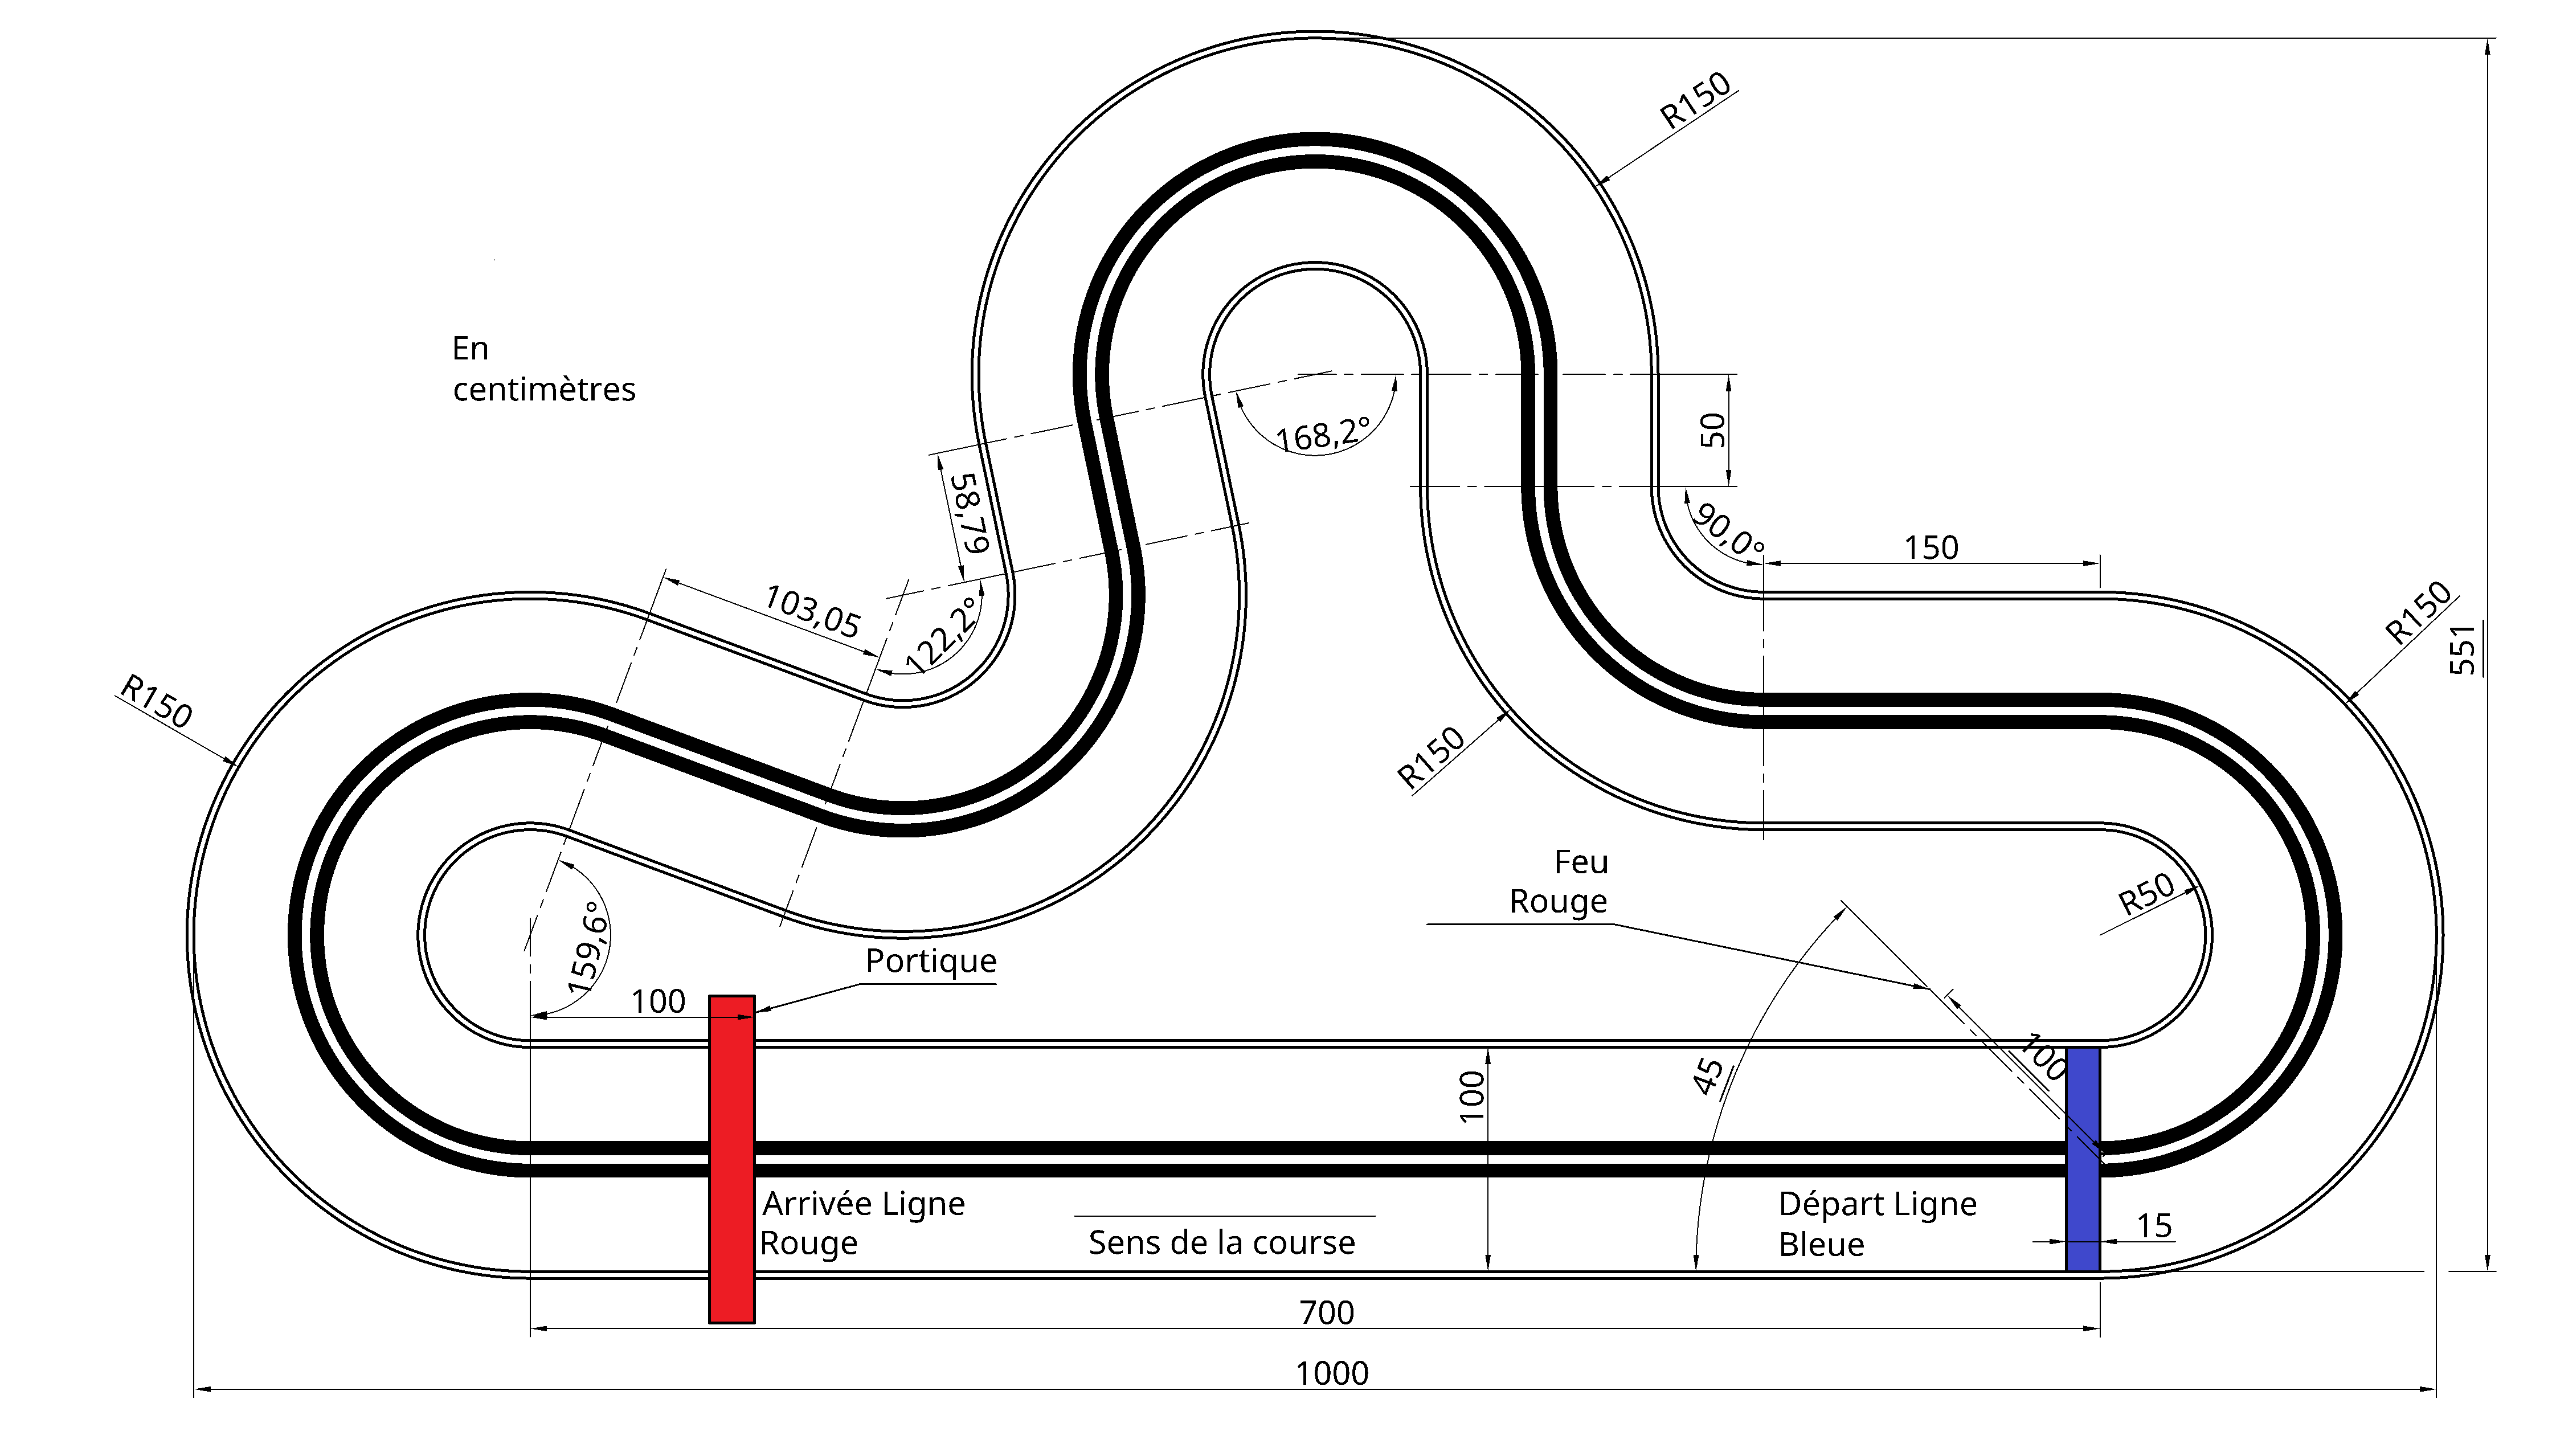 R150
En
centimètres
168,2°
50
58,79
90,0°
150
103,05
122,2°
R150
551
R150
R150
Feu
Rouge
R50
159,6°
Portique
100
100
45
100
Arrivée Ligne
Rouge
Sens de la course
Départ Ligne
Bleue
15
700
1000